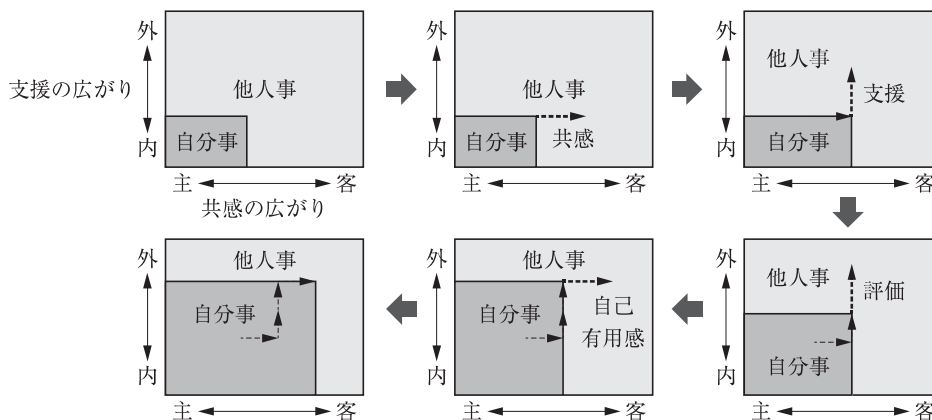 外
支援の広がり
他人事
自分事
内
主
客
共感の広がり
外
他人事
自分事
共感
内
主
客
外
他人事
支援
自分事
内
主
客
外
他人事
評価
自分事
内
主
客
外
他人事
自分事
自己
有用感
内
主
客
外
他人事
自分事
内
主
客